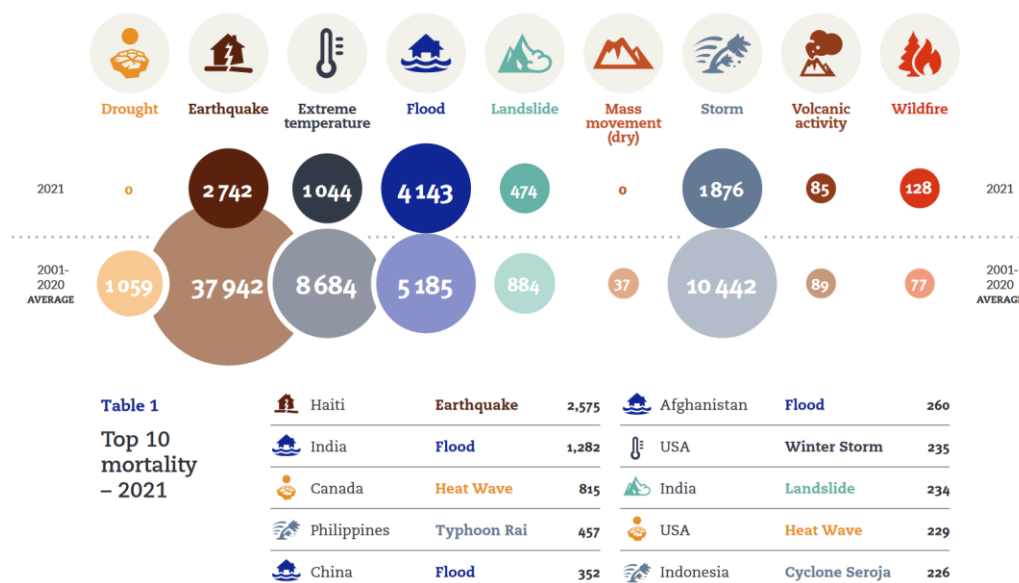 Drought
Earthquake
Extreme
temperature
Flood
Landslide
Mass
movement
(dry)
Storm
Volcanic
activity
Wildfire
2021
0
2 742
1 044
4 143
474
0
1 876
85
128
2021
2001-
2020
AVERAGE
1 059
37 942
8 684
5 185
884
37
10 442
89
77
2001-
2020
AVERAGE
Table 1
Top 10
mortality
– 2021
Haiti Earthquake 2,575
India Flood 1,282
Canada Heat Wave 815
Philippines Typhoon Rai 457
China Flood 352
Afghanistan Flood 260
USA Winter Storm 235
India Landslide 234
USA Heat Wave 229
Indonesia Cyclone Seroja 226